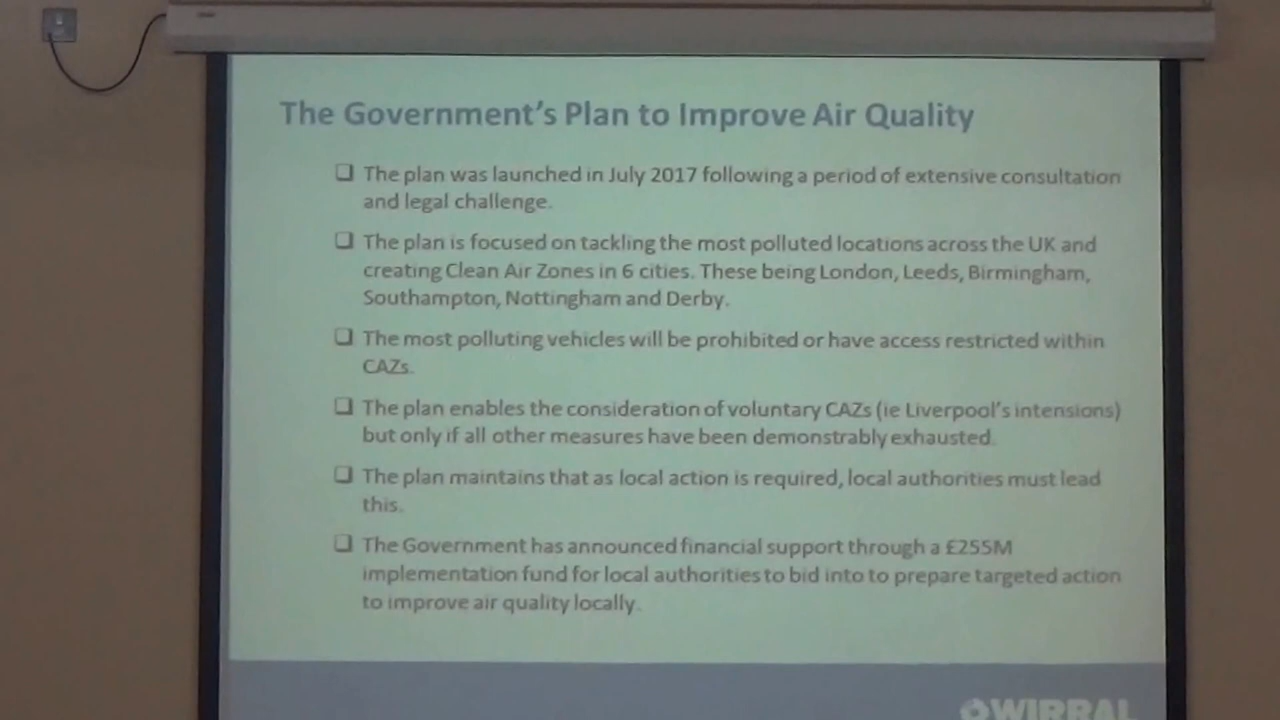 The Government's Plan to Improve Air Quality
❑ The plan was launched in July 2017 following a period of extensive consultation
and legal challenge.
❑ The plan is focused on tackling the most polluted locations across the UK and
creating Clean Air Zones in 6 cities. These being London, Leeds, Birmingham,
Southampton, Nottingham and Derby.
❑ The most polluting vehicles will be prohibited or have access restricted within
CAZs.
❑ The plan enables the consideration of voluntary CAZs (ie Liverpool's intensions)
but only if all other measures have been demonstrably exhausted.
❑ The plan maintains that as local action is required, local authorities must lead
this.
❑ The Government has announced financial support through a £255M
implementation fund for local authorities to bid into to prepare targeted action
to improve air quality locally.
WIRRAL